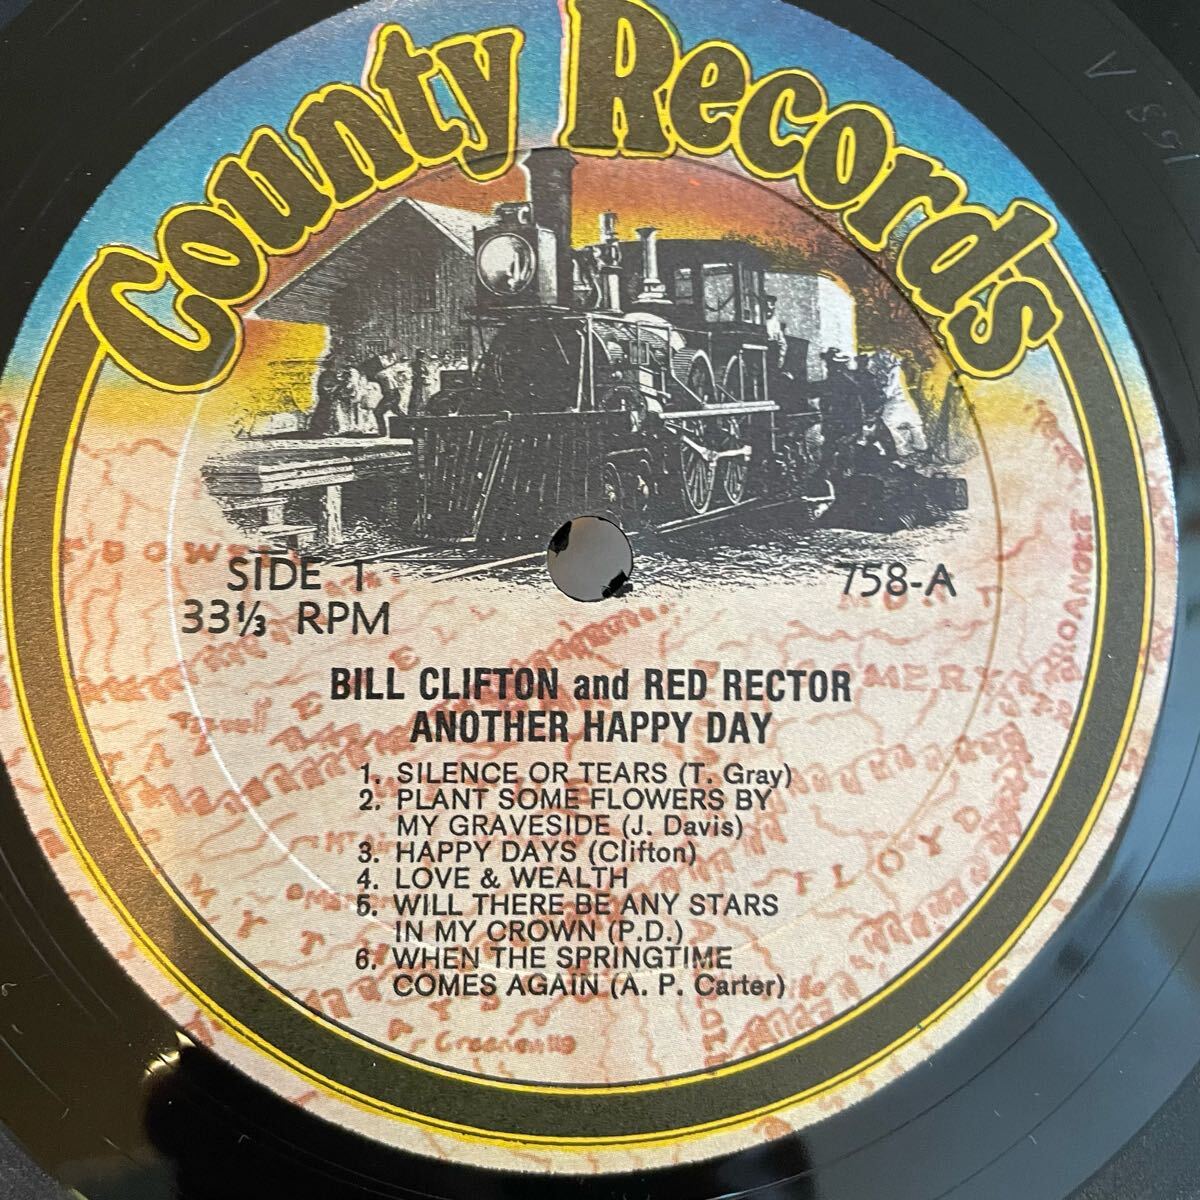 County Records
SIDE 1
33⅓ RPM
758-A
BILL CLIFTON and RED RECTOR
ANOTHER HAPPY DAY
1. SILENCE OR TEARS (T. Gray)
2. PLANT SOME FLOWERS BY
MY GRAVESIDE (J. Davis)
3. HAPPY DAYS (Clifton)
4. LOVE & WEALTH
5. WILL THERE BE ANY STARS
IN MY CROWN (P.D.)
6. WHEN THE SPRINGTIME
COMES AGAIN (A. P. Carter)
ROANOKE
FLOYD